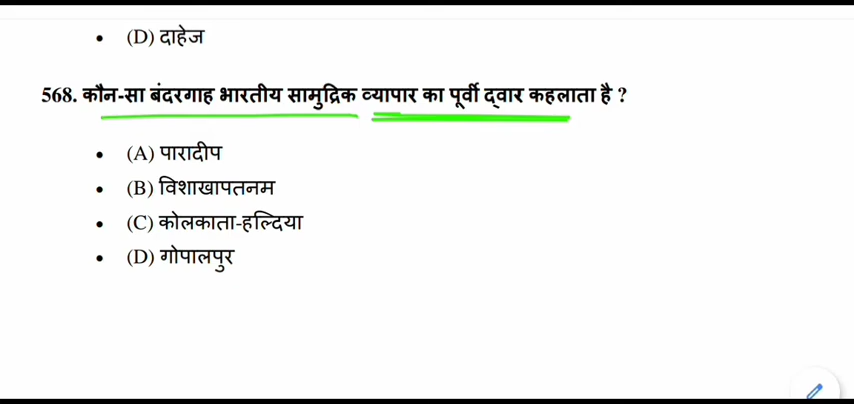 • (D) दाहेज
568. कौन-सा बंदरगाह भारतीय सामुद्रिक व्यापार का पूर्वी द्वार कहलाता है ?
• (A) पारादीप
• (B) विशाखापतनम
• (C) कोलकाता-हल्दिया
• (D) गोपालपुर